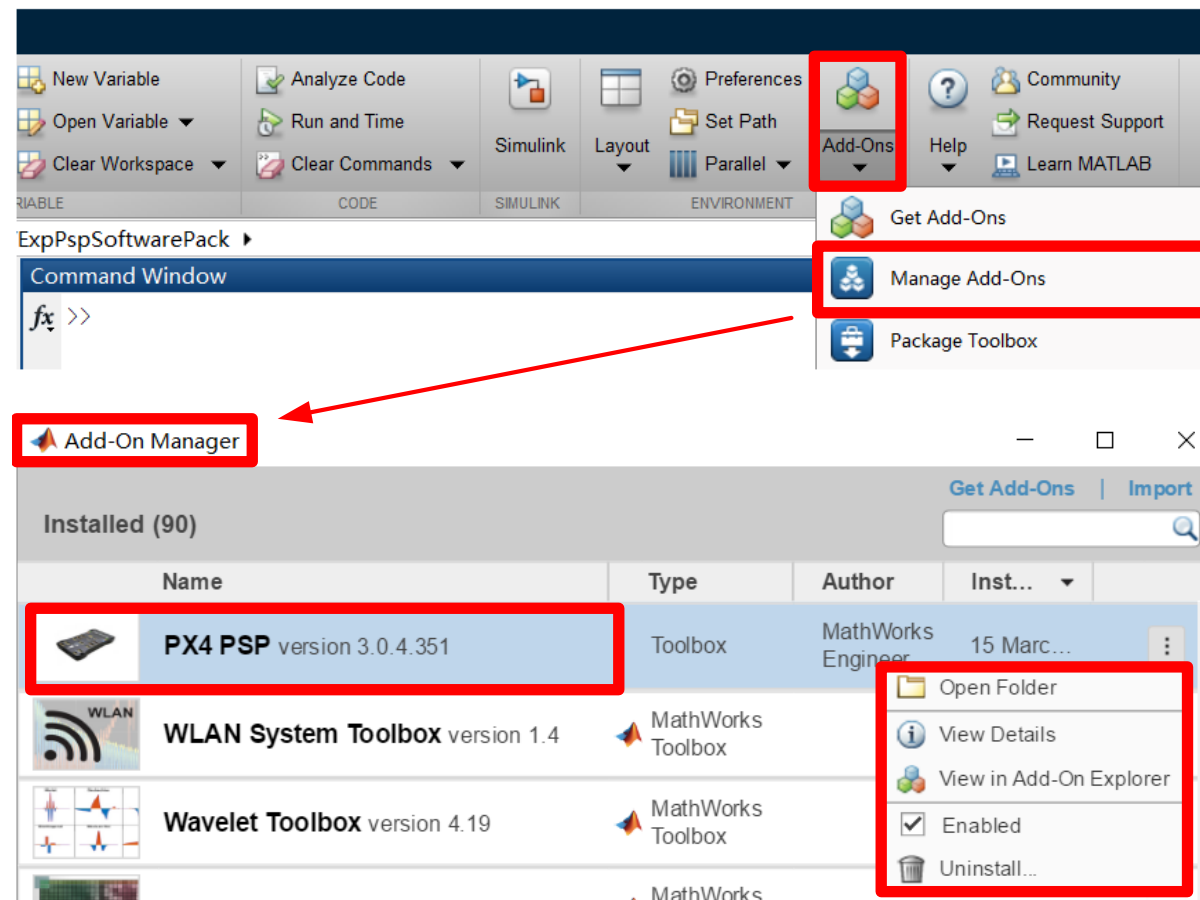 New Variable
Analyze Code
Preferences
Community
Open Variable
Run and Time
Set Path
Request Support
Simulink
Layout
Add-Ons
Help
Clear Workspace
Clear Commands
Parallel
Learn MATLAB
RIABLE
CODE
SIMULINK
ENVIRONMENT
Get Add-Ons
ExpPspSoftwarePack
Command Window
Manage Add-Ons
fx >>
Package Toolbox
Add-On Manager
Get Add-Ons | Import
Installed (90)
Name Type Author Inst...
PX4 PSP version 3.0.4.351 Toolbox MathWorks Engineer 15 Marc...
Open Folder
WLAN
WLAN System Toolbox version 1.4 MathWorks Toolbox
View Details
View in Add-On Explorer
Wavelet Toolbox version 4.19 MathWorks Toolbox
Enabled
Uninstall...
MathWorks